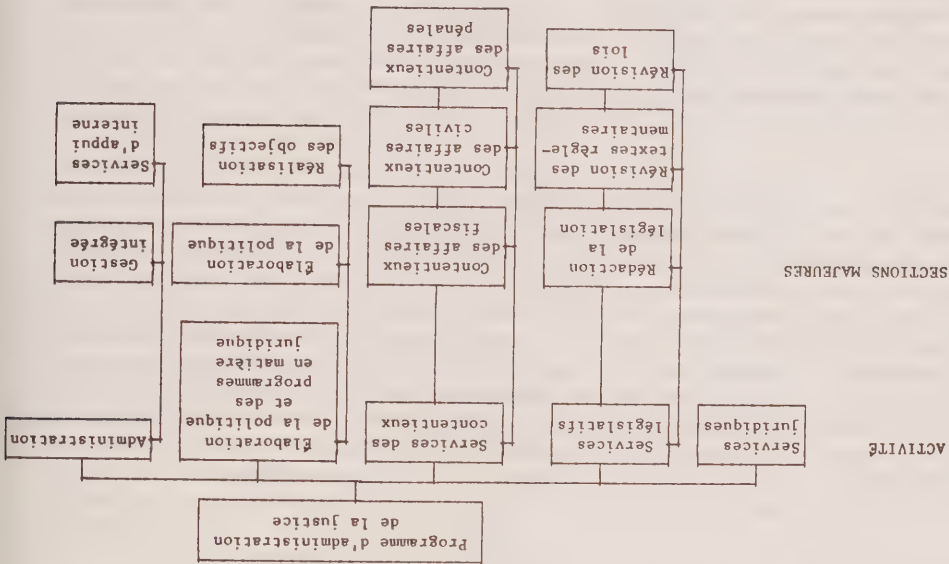 Programme d'administration
de la justice
ACTIVITÉ
Services
juridiques
Services
législatifs
Services des
contentieux
Élaboration
de la politique
et des
programmes
en matière
juridique
Administration
SECTIONS MAJEURES
Rédaction
de la
législation
Contentieux
des affaires
fiscales
Élaboration
de la politique
Gestion
intégrée
Révision des
textes règle-
mentaires
Contentieux
des affaires
civiles
Réalisation
des objectifs
Services
d'appui
interne
Révision des
lois
Contentieux
des affaires
pénales